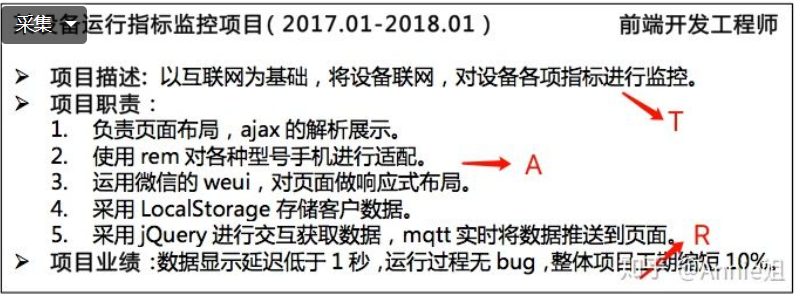 采集
设备运行指标监控项目(2017.01-2018.01) 前端开发工程师
➢ 项目描述:以互联网为基础,将设备联网,对设备各项指标进行监控。
➢ 项目职责:
T
1. 负责页面布局,ajax 的解析展示。
2. 使用 rem 对各种型号手机进行适配。
A
3. 运用微信的 weui,对页面做响应式布局。
4. 采用 LocalStorage 存储客户数据。
5. 采用 jQuery 进行交互获取数据,mqtt 实时将数据推送到页面。
R
➢ 项目业绩:数据显示延迟低于 1 秒,运行过程无 bug,整体项目工期缩短 10%。
知乎 @Annie姐